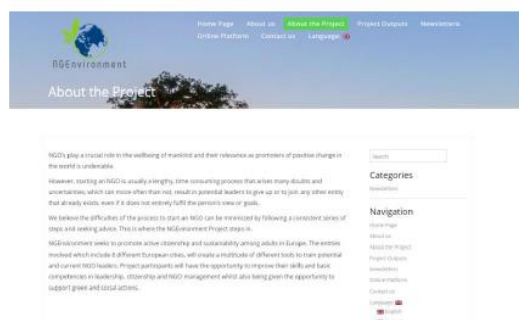 Home Page About us About the Project Project Outputs Newsletters
Online Platform Contact us Language:
NGEnvironment
About the Project
NGO's play a crucial role in the wellbeing of mankind and their relevance as promoters of positive change in
the world is undeniable.
However, starting an NGO is usually a lengthy, time consuming process that arises many doubts and
uncertainties, which can more often than not, result in potential leaders to give up or to join any other entity
that already exists, even if it does not entirely fulfil the person's view or goals.
We believe the difficulties of the process to start an NGO can be minimized by following a consistent series of
steps and seeking advice. This is where the NGEnvironment Project steps in.
NGEnvironment seeks to promote active citizenship and sustainability among adults in Europe. The entities
involved which include 8 different European cities, will create a multitude of different tools to train potential
and current NGO leaders. Project participants will have the opportunity to improve their skills and basic
competencies in leadership, citizenship and NGO management whilst also being given the opportunity to
support green and social actions.
Search
Categories
Newsletters
Navigation
Home Page
About us
About the Project
Project Outputs
Newsletters
Online Platform
Contact us
Language:
English